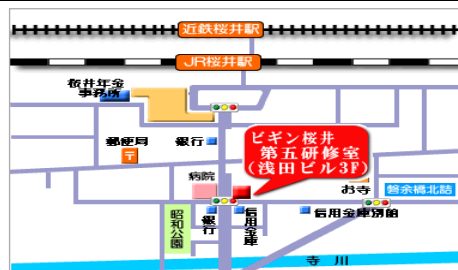 近鉄桜井駅
JR桜井駅
桜井年金
事務所
郵便局
銀行
ビギン桜井
第五研修室
(浅田ビル3F)
病院
お寺
磐余橋北詰
昭和公園
銀行
信用金庫
信用金庫別館
寺川